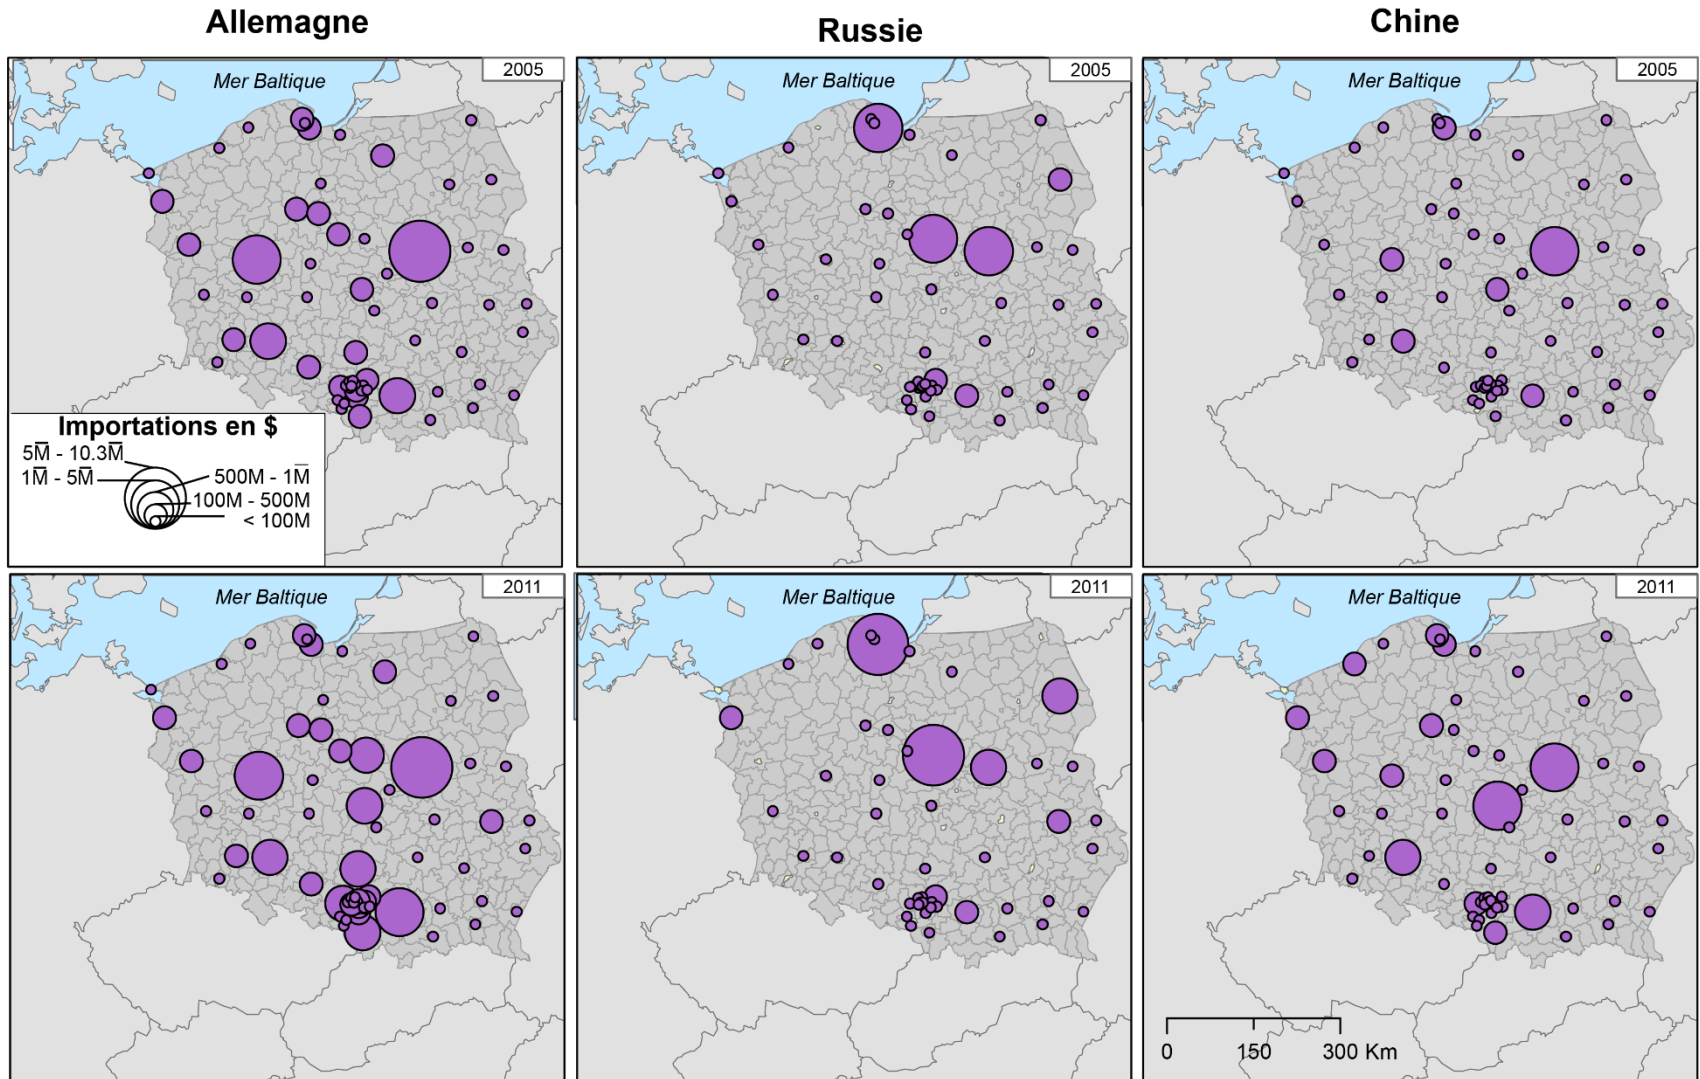 Allemagne
Russie
Chine
2005
Mer Baltique
2005
Mer Baltique
2005
Mer Baltique
Importations en $
5M̅ - 10.3M̅
1M̅ - 5M̅
500M - 1M̅
100M - 500M
< 100M
2011
Mer Baltique
2011
Mer Baltique
2011
Mer Baltique
0 150 300 Km